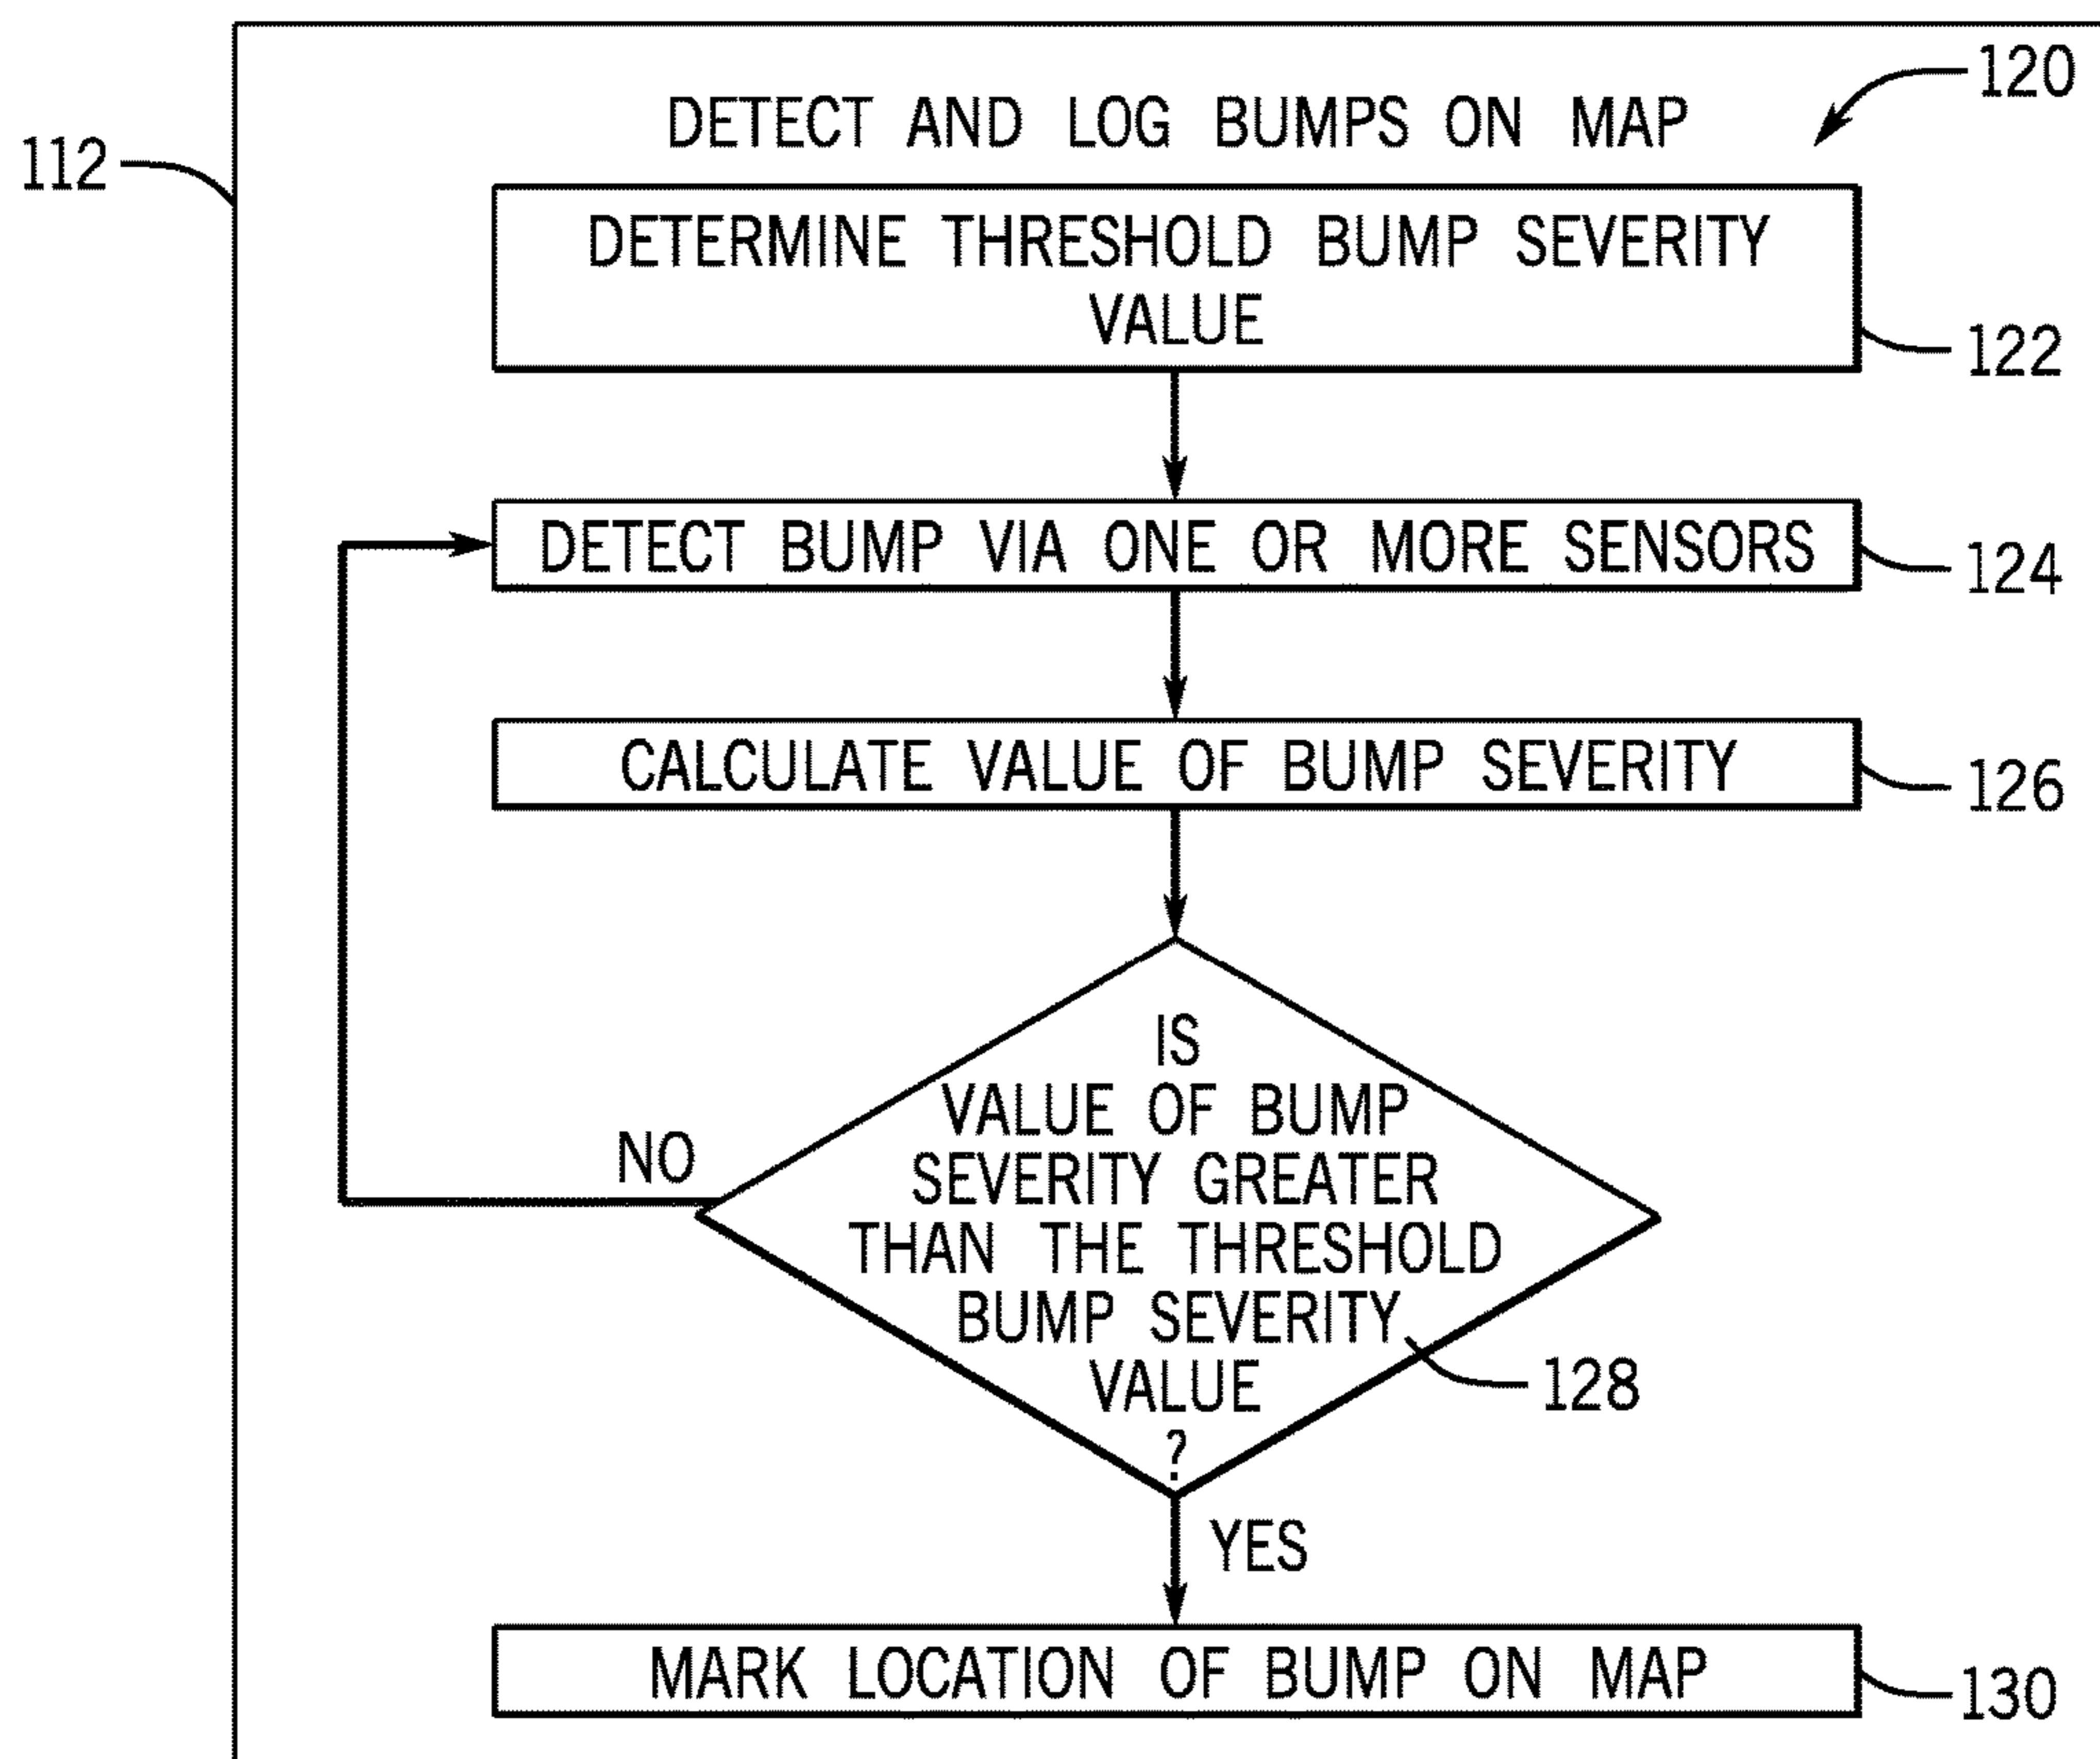 120
DETECT AND LOG BUMPS ON MAP
112
DETERMINE THRESHOLD BUMP SEVERITY
VALUE
122
DETECT BUMP VIA ONE OR MORE SENSORS
124
CALCULATE VALUE OF BUMP SEVERITY
126
IS
VALUE OF BUMP
SEVERITY GREATER
THAN THE THRESHOLD
BUMP SEVERITY
VALUE
?
NO
128
YES
MARK LOCATION OF BUMP ON MAP
130